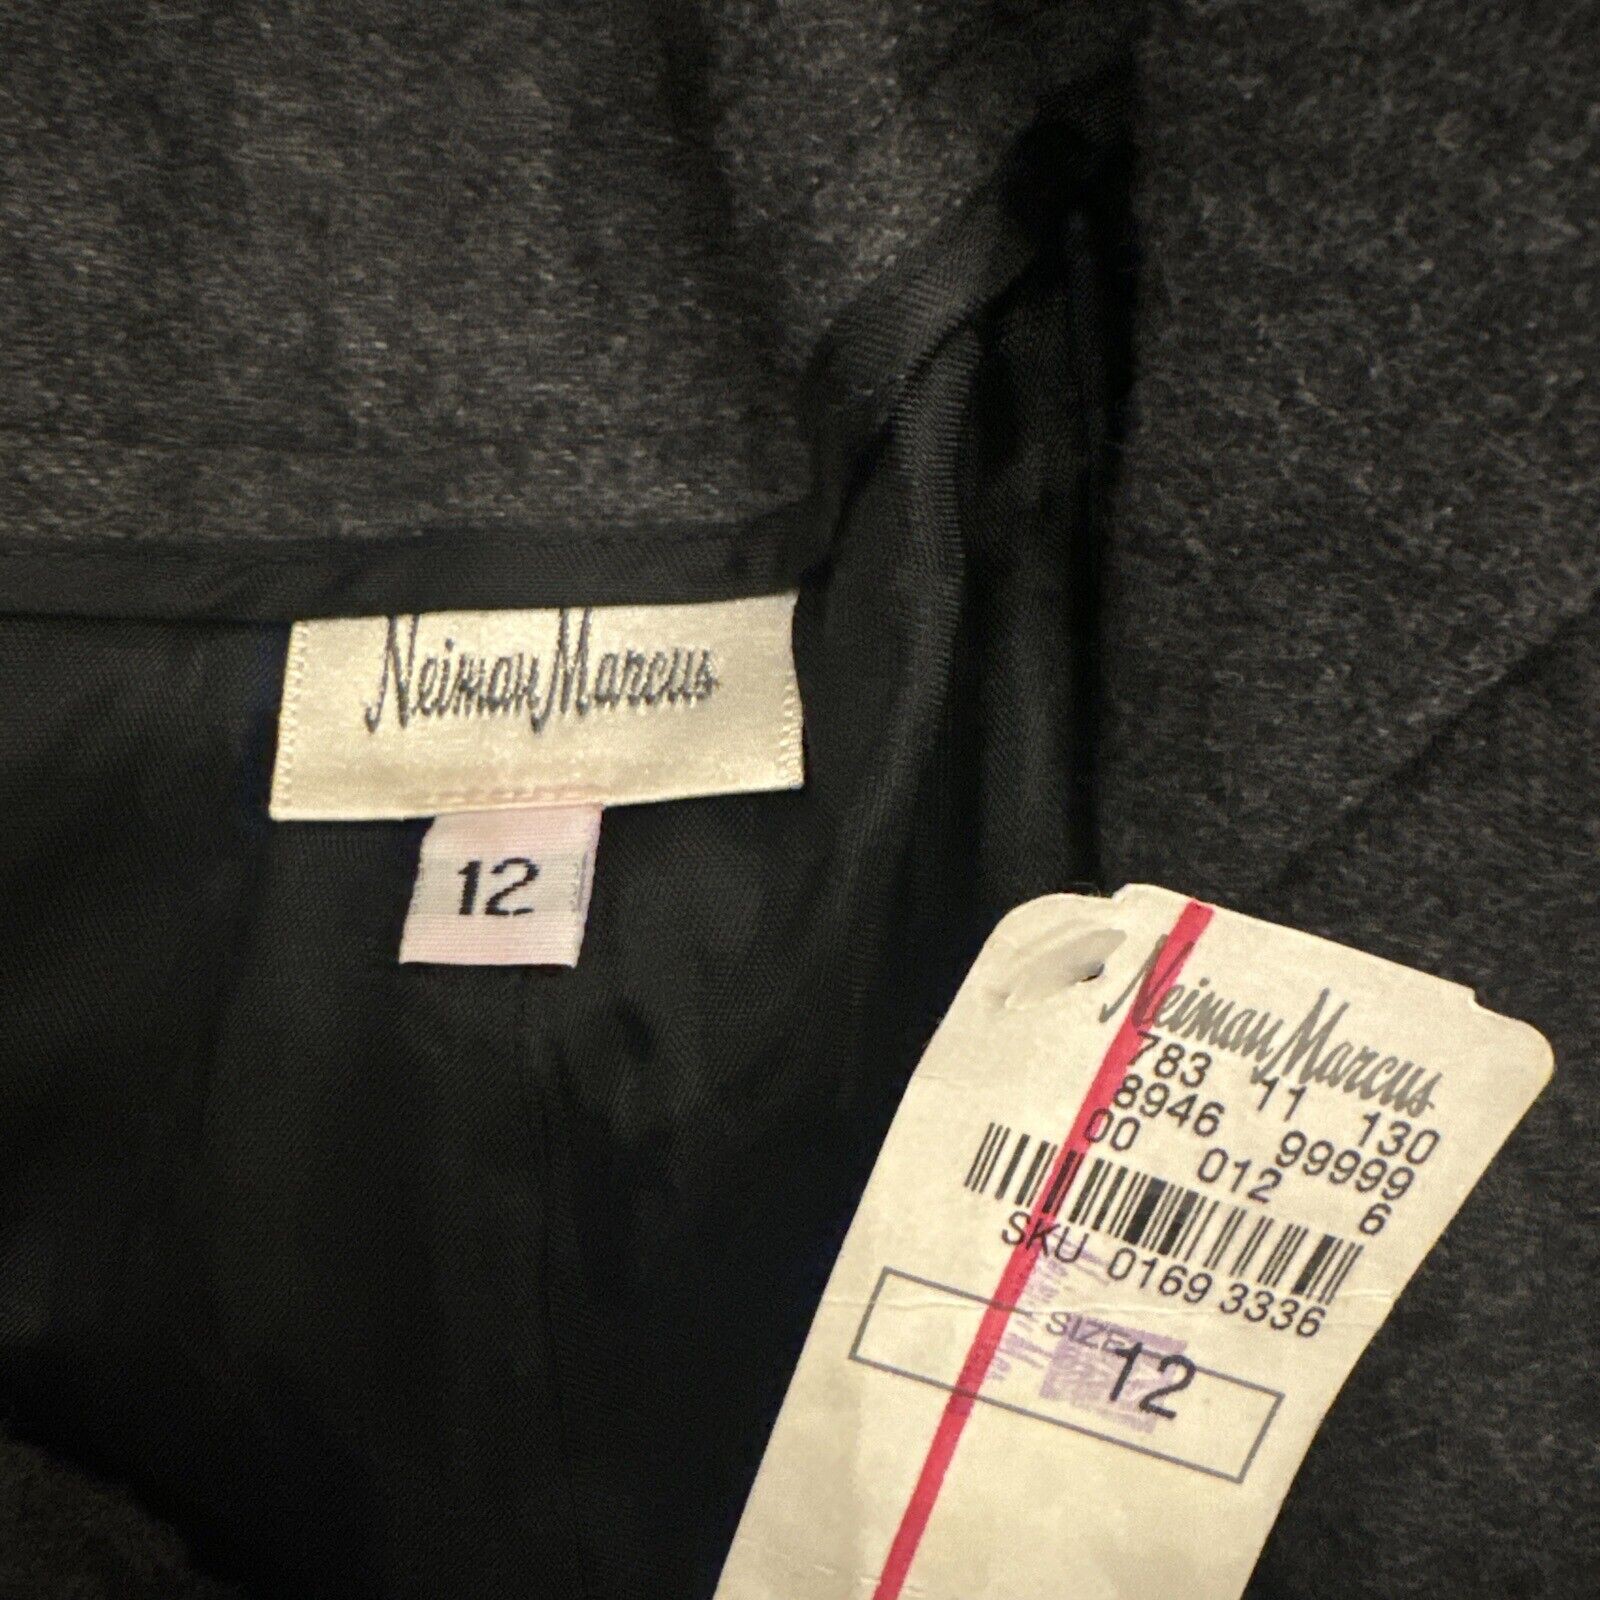 Neiman Marcus
12
Neiman Marcus
783 11 130
8946 99999
00 012 6
SKU 0169 3336
SIZE
12